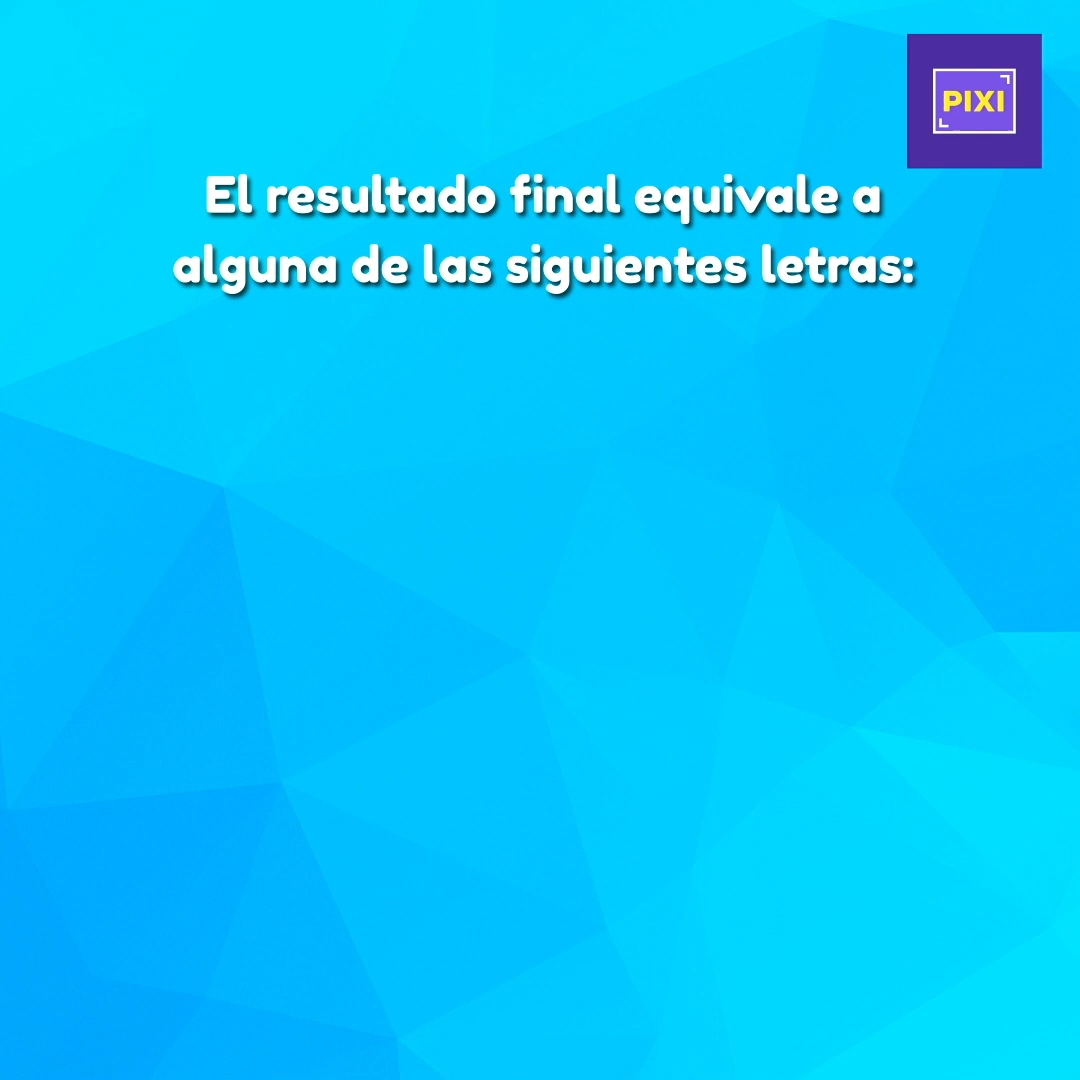 PIXI
El resultado final equivale a
alguna de las siguientes letras: